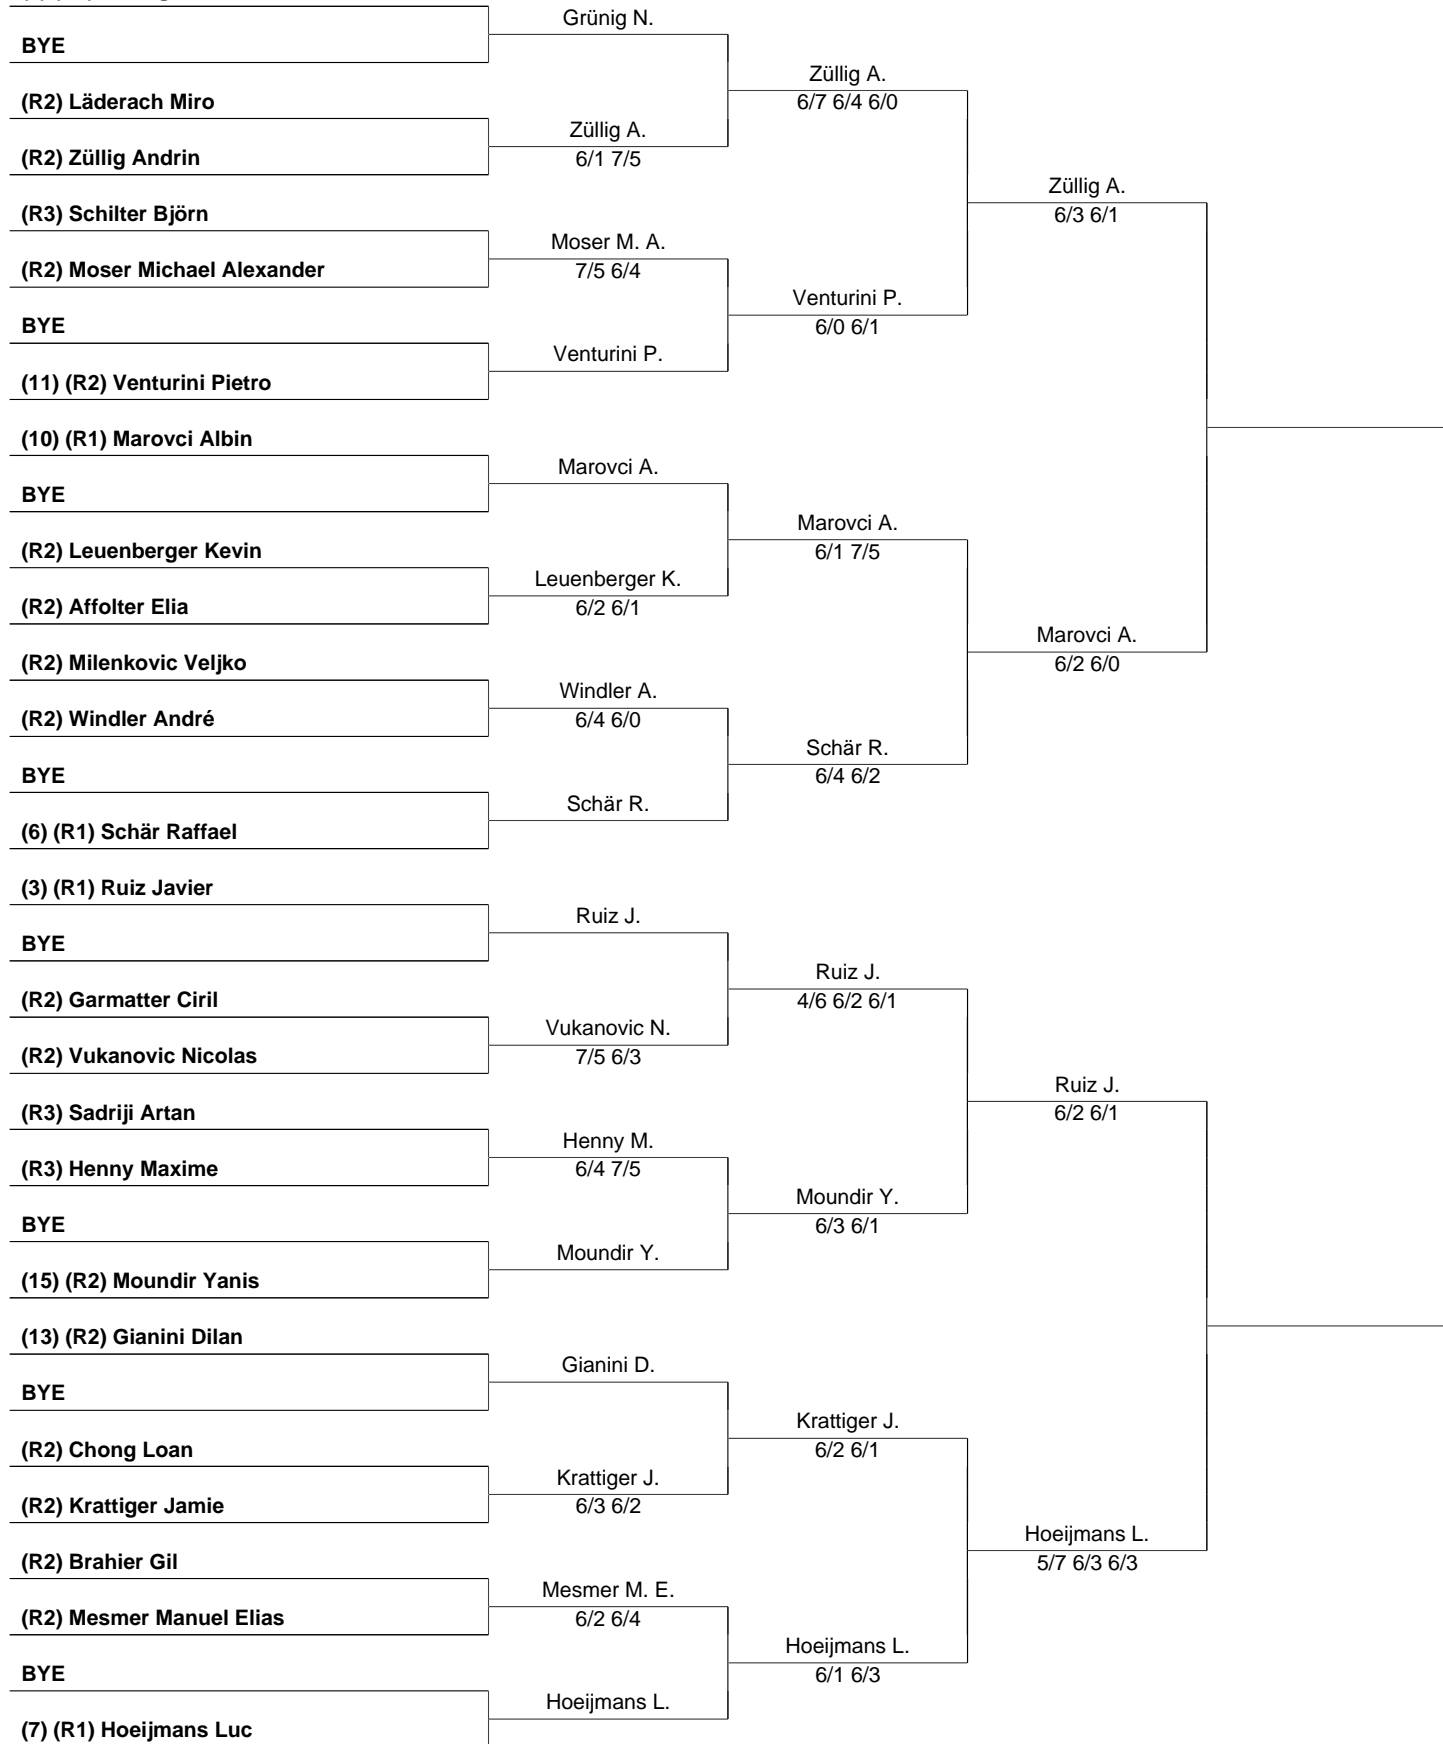 Grünig N.
BYE
Züllig A.
(R2) Läderach Miro
6/7 6/4 6/0
Züllig A.
(R2) Züllig Andrin
6/1 7/5
Züllig A.
(R3) Schilter Björn
6/3 6/1
Moser M. A.
(R2) Moser Michael Alexander
7/5 6/4
Venturini P.
BYE
6/0 6/1
Venturini P.
(11) (R2) Venturini Pietro
(10) (R1) Marovci Albin
Marovci A.
BYE
Marovci A.
(R2) Leuenberger Kevin
6/1 7/5
Leuenberger K.
(R2) Affolter Elia
6/2 6/1
Marovci A.
(R2) Milenkovic Veljko
6/2 6/0
Windler A.
(R2) Windler André
6/4 6/0
Schär R.
BYE
6/4 6/2
Schär R.
(6) (R1) Schär Raffael
(3) (R1) Ruiz Javier
Ruiz J.
BYE
Ruiz J.
(R2) Garmatter Ciril
4/6 6/2 6/1
Vukanovic N.
(R2) Vukanovic Nicolas
7/5 6/3
Ruiz J.
(R3) Sadriji Artan
6/2 6/1
Henny M.
(R3) Henny Maxime
6/4 7/5
Moundir Y.
BYE
6/3 6/1
Moundir Y.
(15) (R2) Moundir Yanis
(13) (R2) Gianini Dilan
Gianini D.
BYE
Krattiger J.
(R2) Chong Loan
6/2 6/1
Krattiger J.
(R2) Krattiger Jamie
6/3 6/2
Hoeijmans L.
(R2) Brahier Gil
5/7 6/3 6/3
Mesmer M. E.
(R2) Mesmer Manuel Elias
6/2 6/4
Hoeijmans L.
BYE
6/1 6/3
Hoeijmans L.
(7) (R1) Hoeijmans Luc